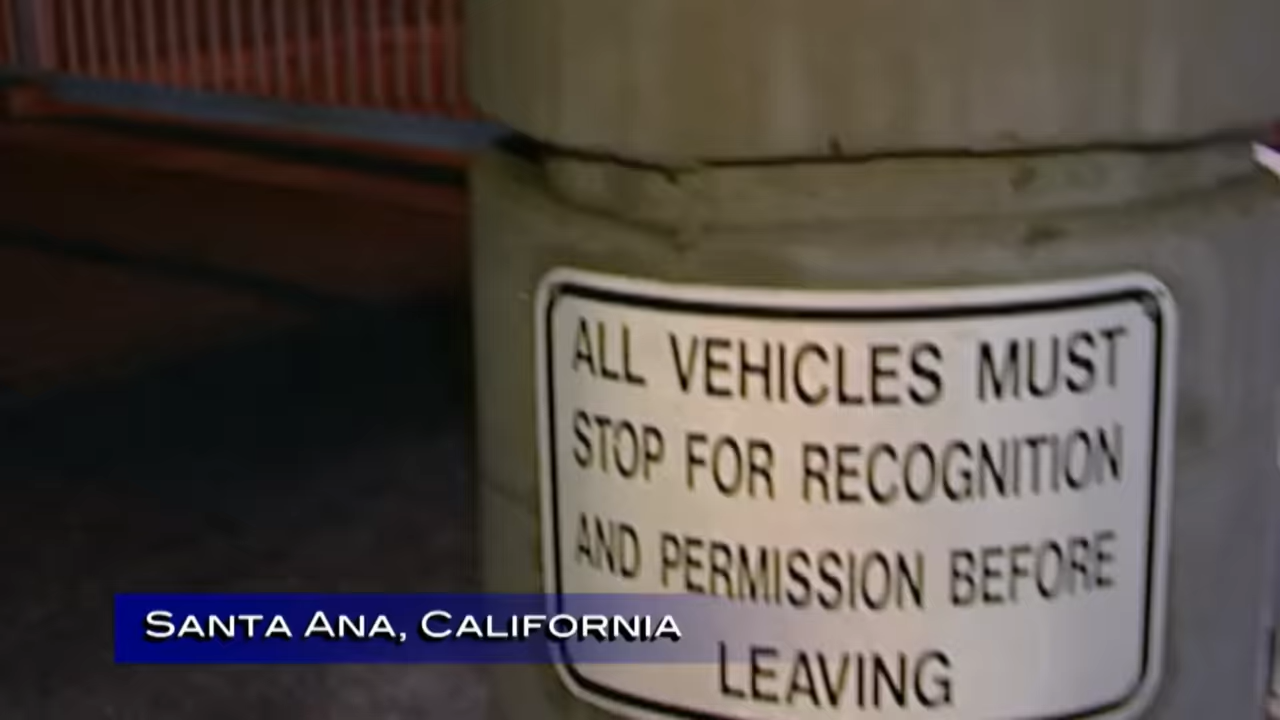 ALL VEHICLES MUST
STOP FOR RECOGNITION
AND PERMISSION BEFORE
LEAVING
SANTA ANA, CALIFORNIA